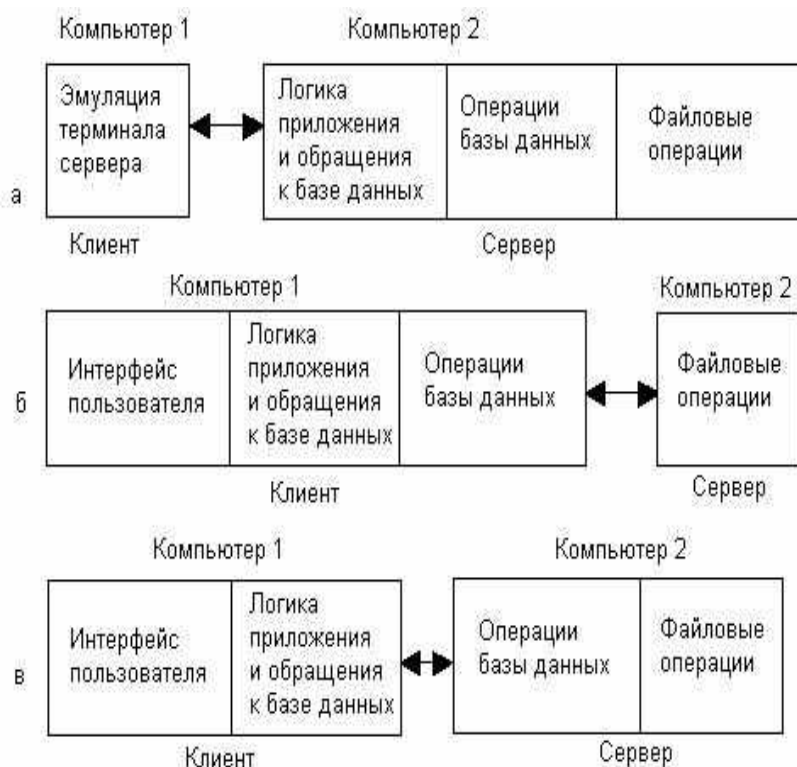 Компьютер 1
Компьютер 2
Эмуляция
терминала
сервера
Логика
приложения
и обращения
к базе данных
Операции
базы данных
Файловые
операции
а
Клиент
Сервер
Компьютер 1
Компьютер 2
Интерфейс
пользователя
Логика
приложения
и обращения
к базе данных
Операции
базы данных
Файловые
операции
б
Клиент
Сервер
Компьютер 1
Компьютер 2
Интерфейс
пользователя
Логика
приложения
и обращения
к базе данных
Операции
базы данных
Файловые
операции
в
Клиент
Сервер